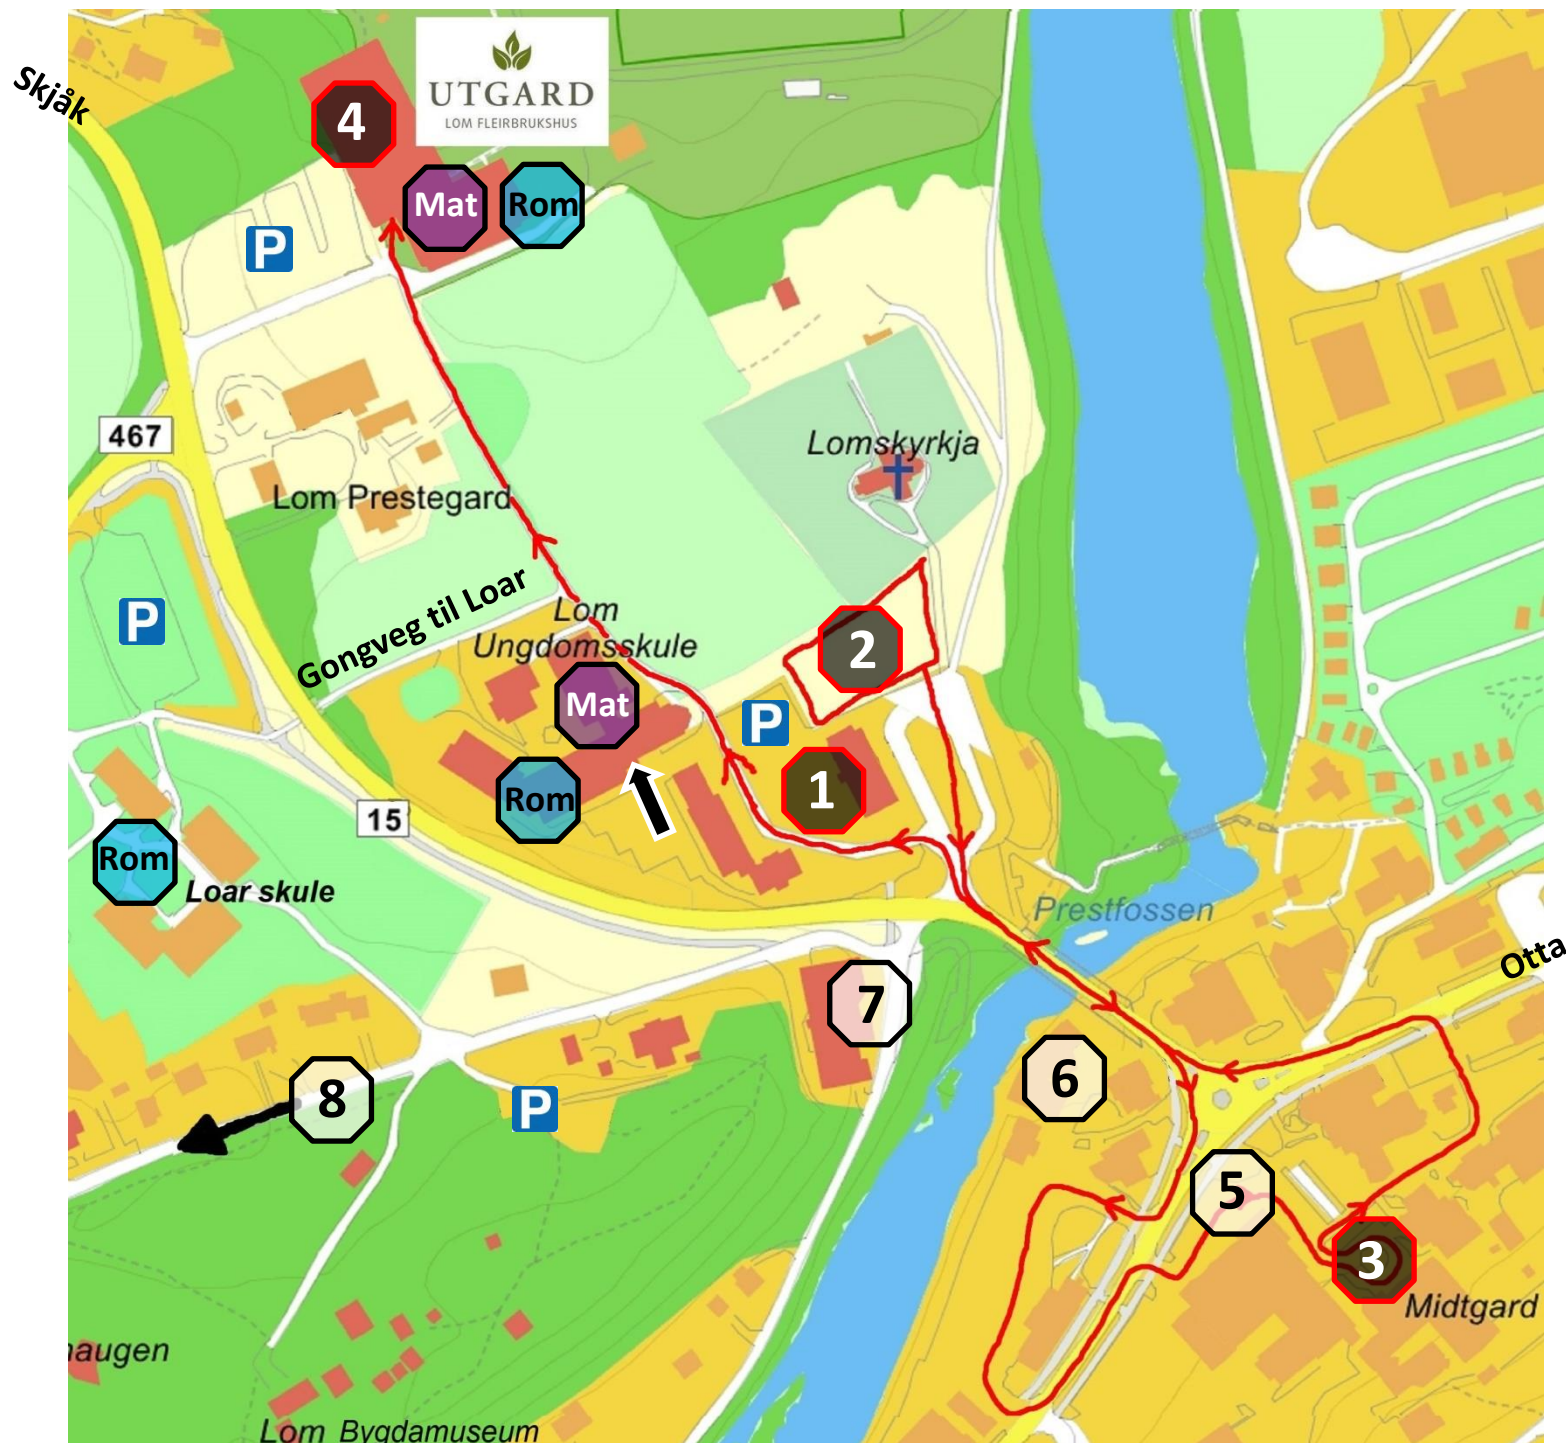 Skjåk
UTGARD
LOM FLEIRBRUKSHUS
4
Mat
Rom
P
467
Lomskyrkja
Lom Prestegard
Gongveg til Loar
Lom
Ungdomsskule
P
2
Mat
P
1
Rom
15
Rom
Loar skule
Prestfossen
Otta
7
6
8
P
5
3
Midtgard
haugen
Lom Bygdamuseum